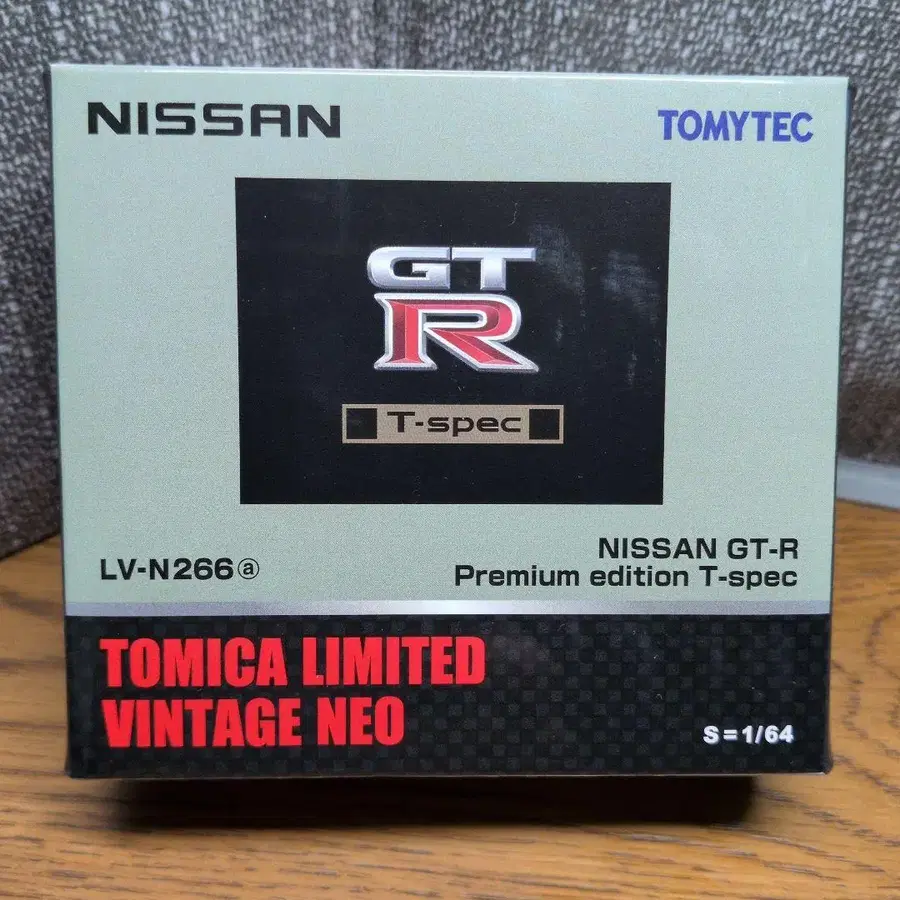 NISSAN
TOMYTEC
GT
R
T-spec
LV-N266ⓐ
NISSAN GT-R
Premium edition T-spec
TOMICA LIMITED
VINTAGE NEO
S=1/64